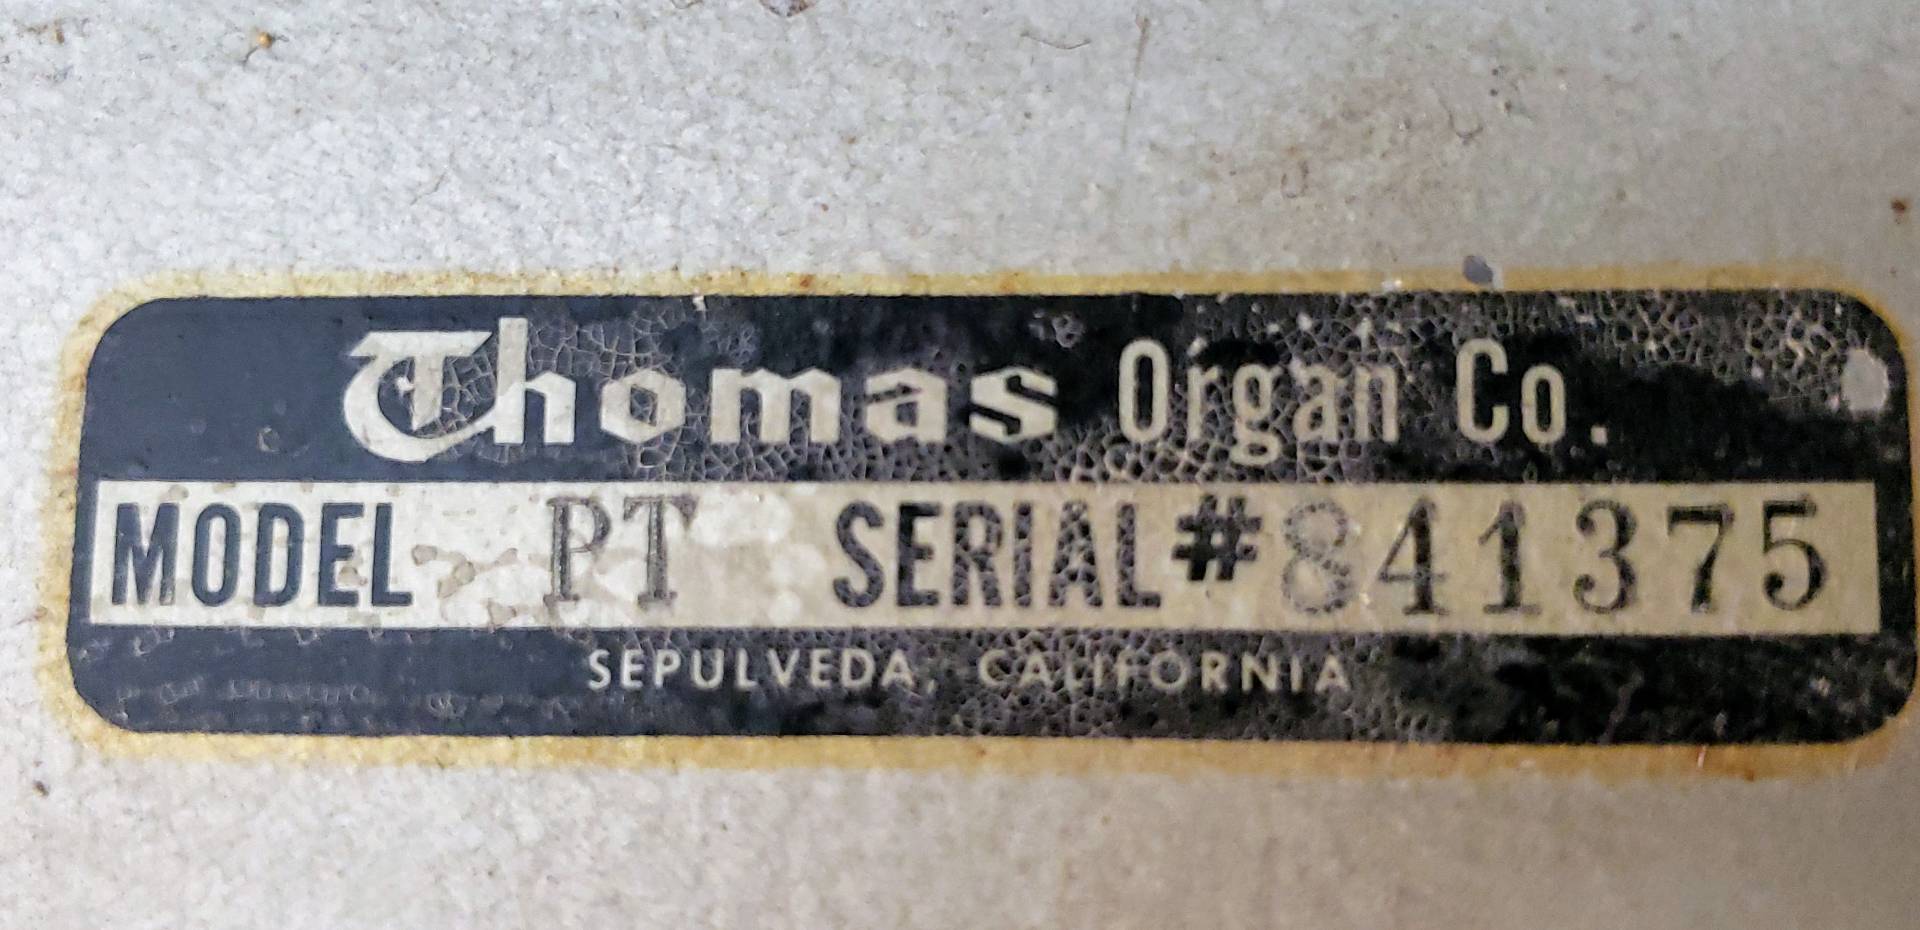 Thomas Organ Co.
MODEL PT SERIAL # 841375
SEPULVEDA, CALIFORNIA